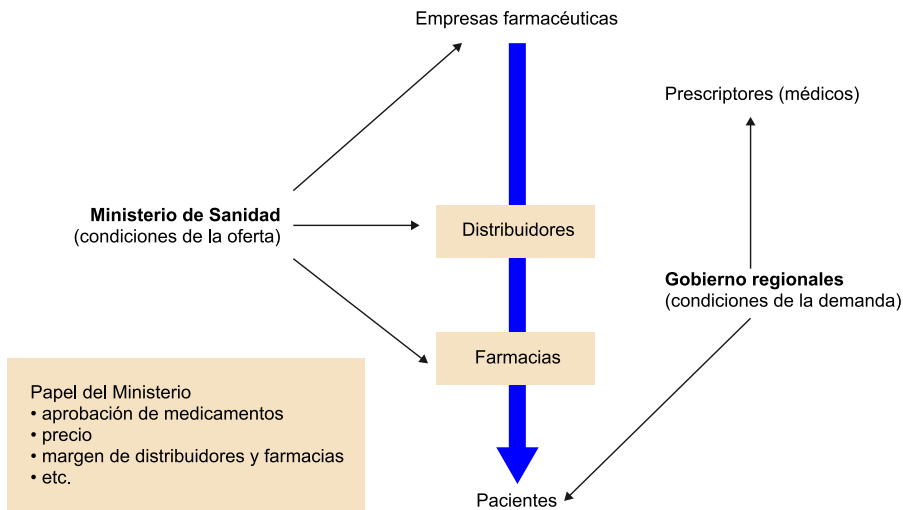 Empresas farmacéuticas
Prescriptores (médicos)
Ministerio de Sanidad
(condiciones de la oferta)
Distribuidores
Gobierno regionales
(condiciones de la demanda)
Farmacias
Papel del Ministerio
• aprobación de medicamentos
• precio
• margen de distribuidores y farmacias
• etc.
Pacientes